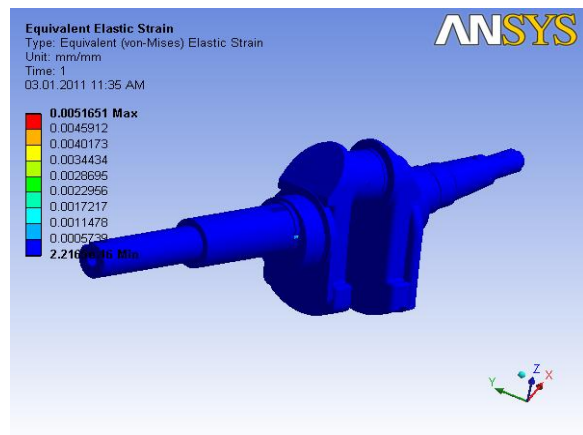 Equivalent Elastic Strain
Type: Equivalent (von-Mises) Elastic Strain
Unit: mm/mm
Time: 1
03.01.2011 11:35 AM
ANSYS
0.0051651 Max
0.0045912
0.0040173
0.0034434
0.0028695
0.0022956
0.0017217
0.0011478
0.0005739
Min
Z
Y
X